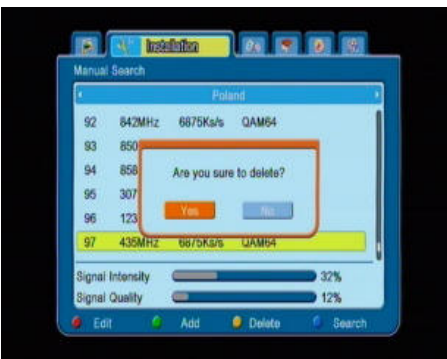 Installation
Manual Search
Poland
92 842MHz 6875Ks/s QAM64
93 850
94 858
95 307
96 123
97 435MHz 6875Ks/s QAM64
Are you sure to delete?
Yes No
Signal Intensity 32%
Signal Quality 12%
Edit Add Delete Search